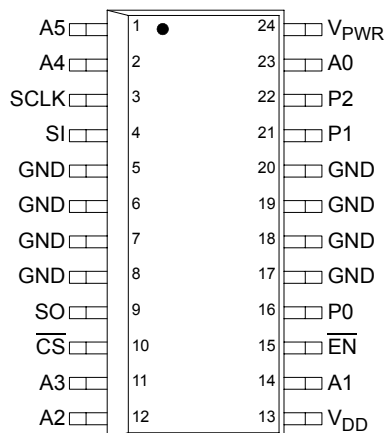 A5 1 24 VPWR
A4 2 23 A0
SCLK 3 22 P2
SI 4 21 P1
GND 5 20 GND
GND 6 19 GND
GND 7 18 GND
GND 8 17 GND
SO 9 16 P0
C̅S̅ 10 15 E̅N̅
A3 11 14 A1
A2 12 13 VDD